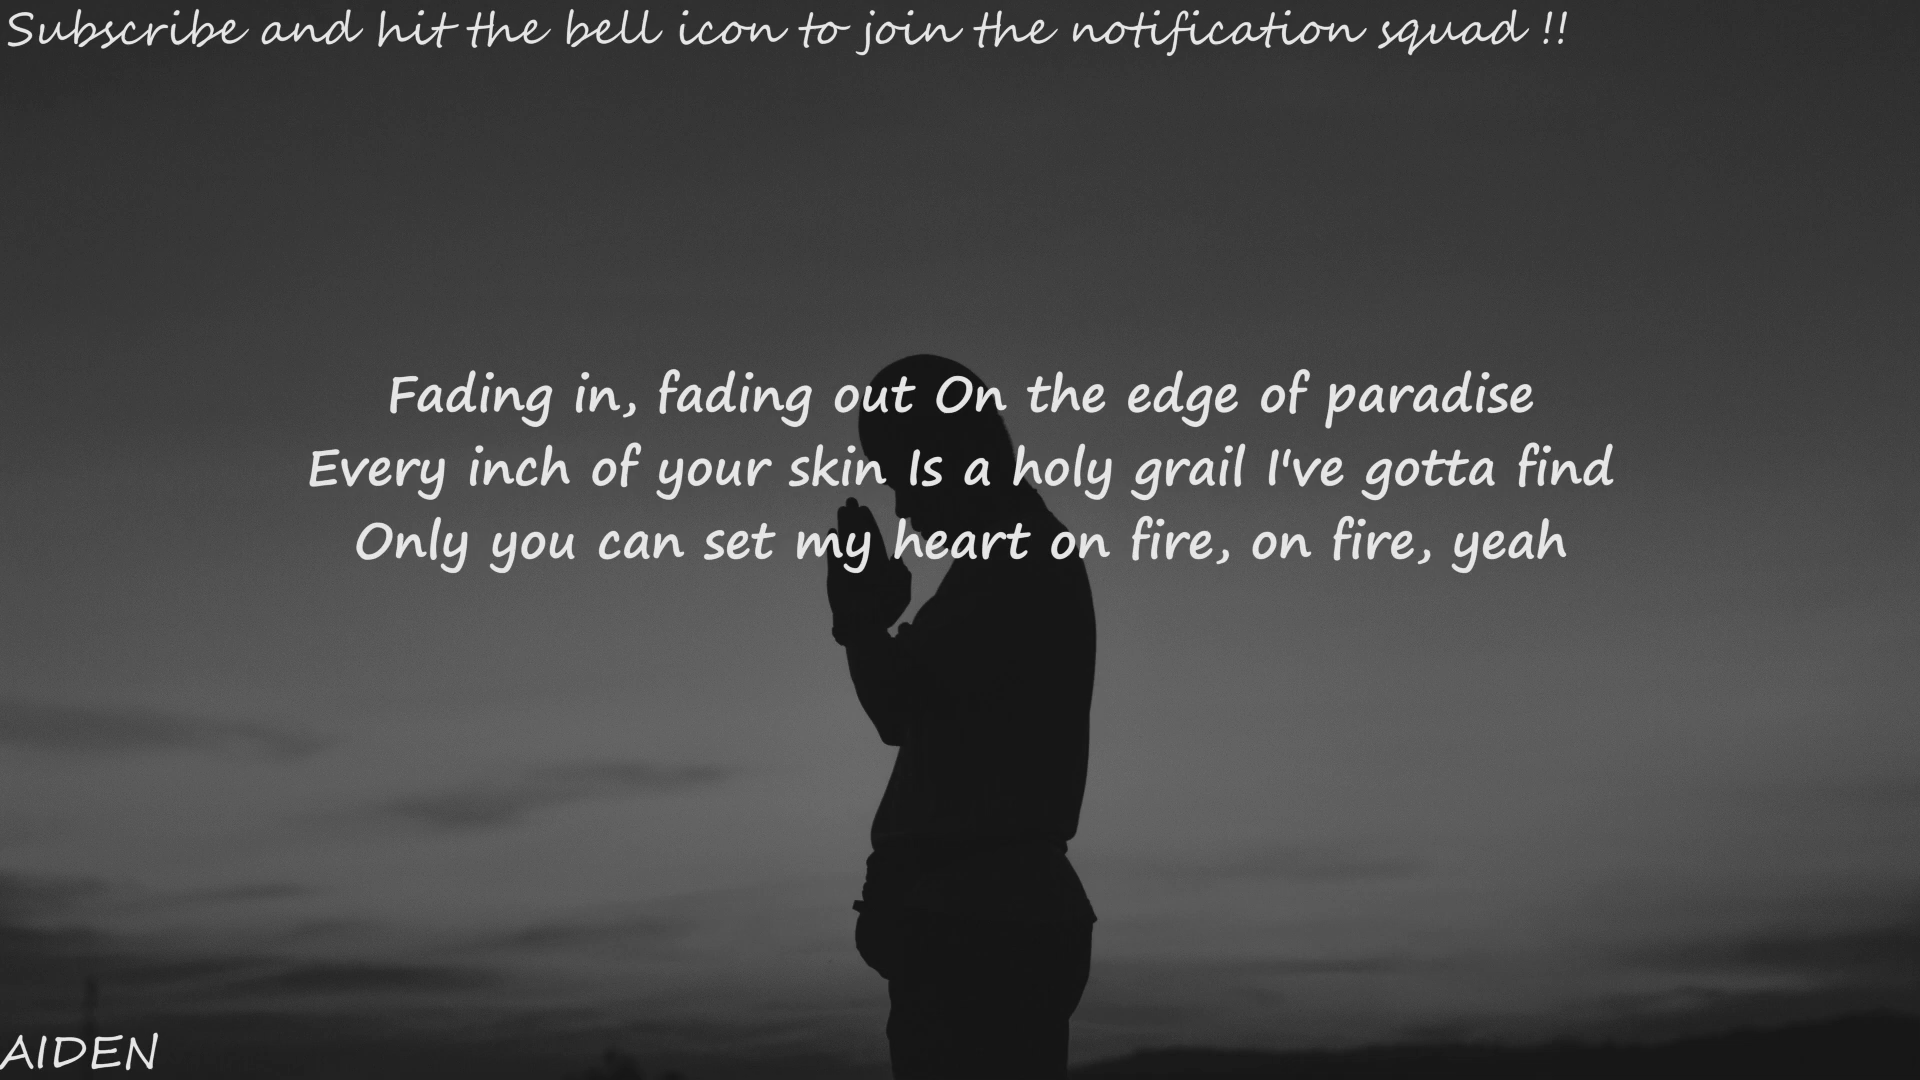 Subscribe and hit the bell icon to join the notification squad !!
Fading in, fading out On the edge of paradise
Every inch of your skin Is a holy grail I've gotta find
Only you can set my heart on fire, on fire, yeah
AIDEN